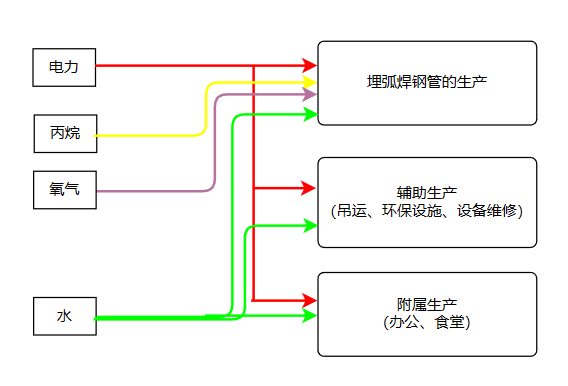 电力
埋弧焊钢管的生产
丙烷
氧气
辅助生产
(吊运、环保设施、设备维修)
水
附属生产
(办公、食堂)